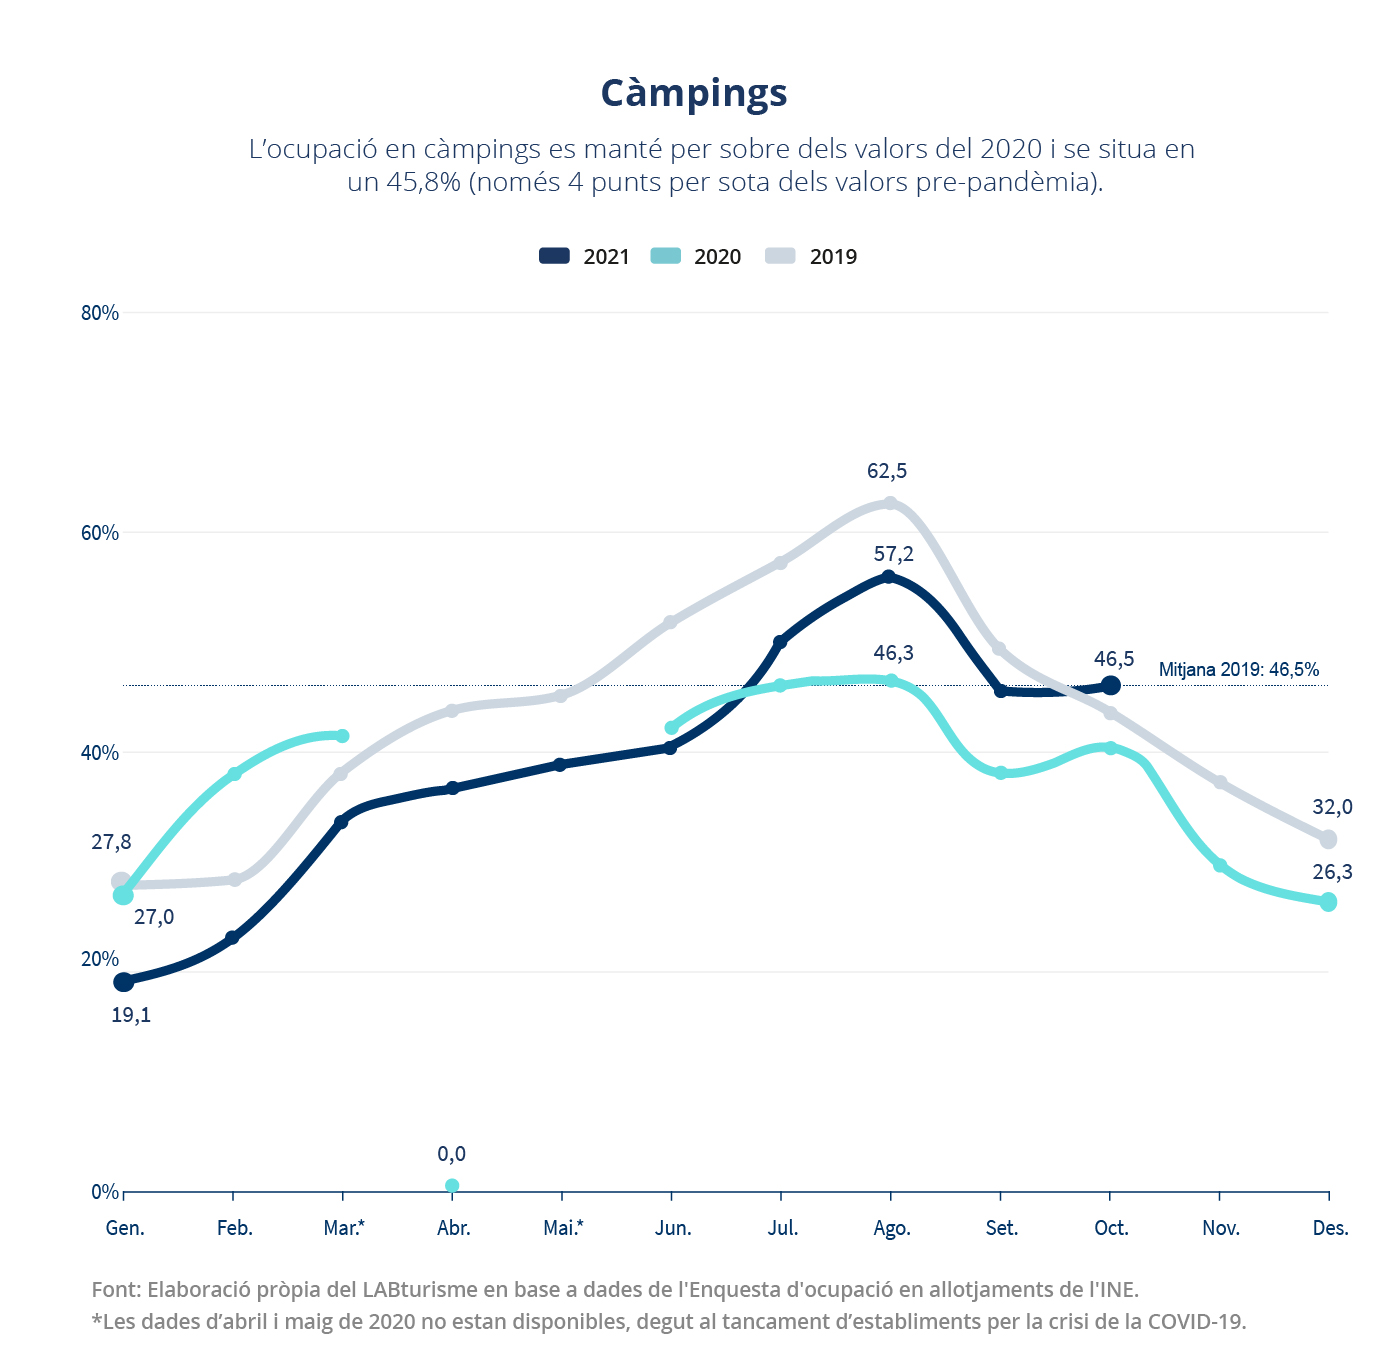 Càmpings
L’ocupació en càmpings es manté per sobre dels valors del 2020 i se situa en
un 45,8% (només 4 punts per sota dels valors pre-pandèmia).
2021 2020 2019
80%
62,5
60%
57,2
46,3
46,5
Mitjana 2019: 46,5%
40%
32,0
27,8
26,3
27,0
20%
19,1
0,0
0%
Gen. Feb. Mar.* Abr. Mai.* Jun. Jul. Ago. Set. Oct. Nov. Des.
Font: Elaboració pròpia del LABturisme en base a dades de l'Enquesta d'ocupació en allotjaments de l'INE.
*Les dades d’abril i maig de 2020 no estan disponibles, degut al tancament d’establiments per la crisi de la COVID-19.